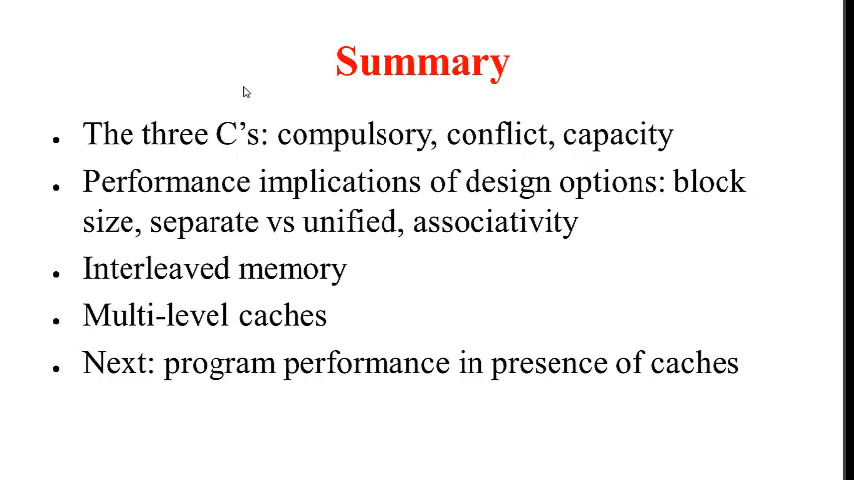 Summary
• The three C’s: compulsory, conflict, capacity
• Performance implications of design options: block
size, separate vs unified, associativity
• Interleaved memory
• Multi-level caches
• Next: program performance in presence of caches